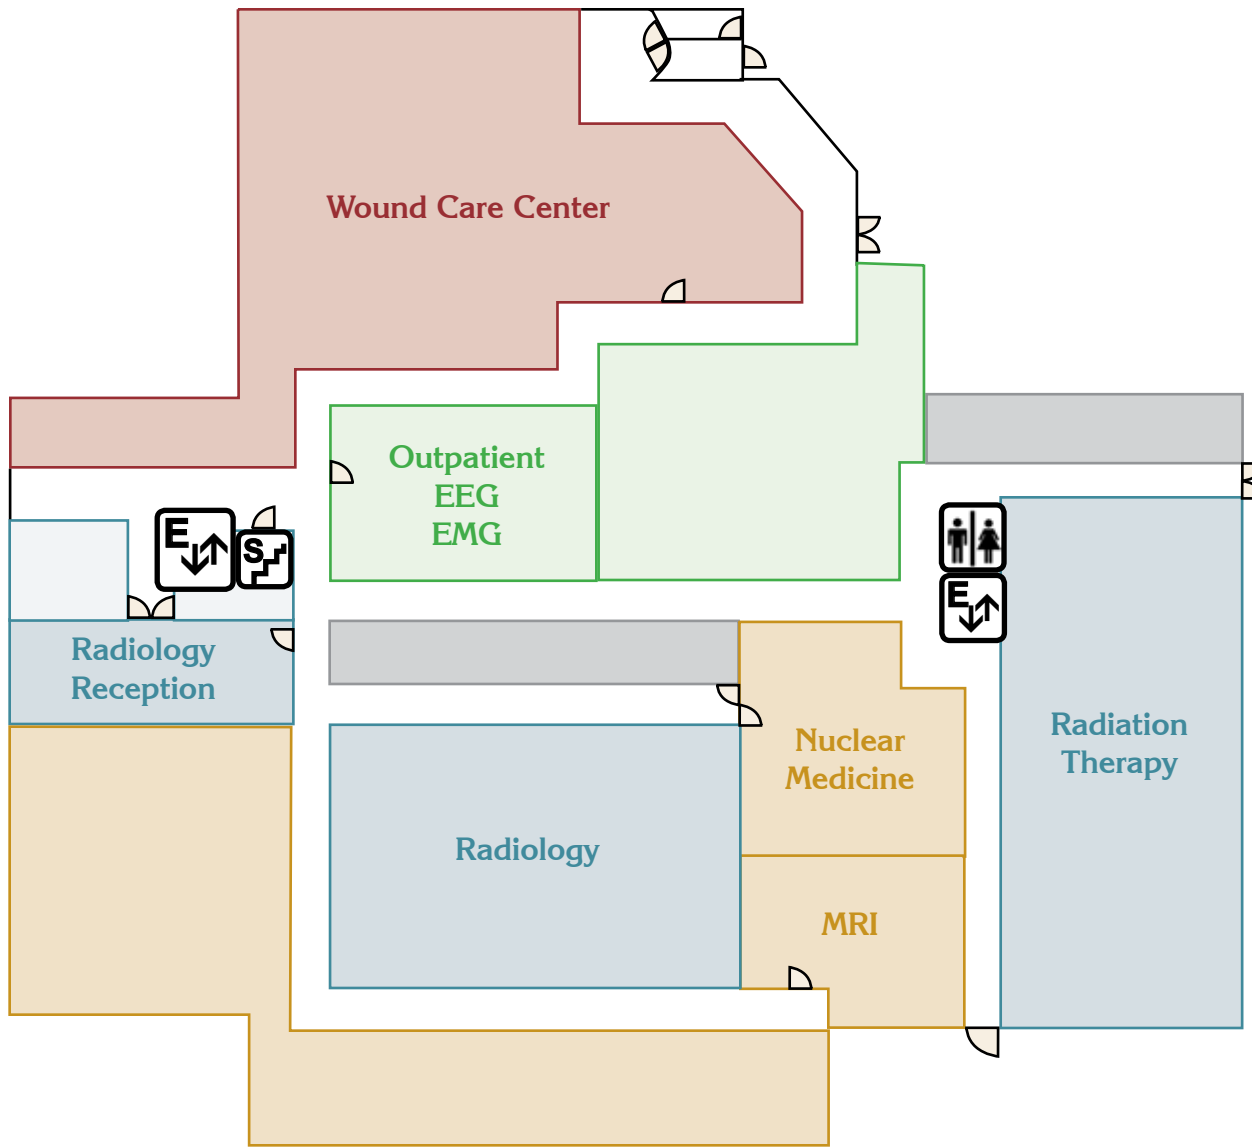 Wound Care Center
Outpatient
EEG
EMG
E
S
E
Radiology
Reception
Nuclear
Medicine
Radiation
Therapy
Radiology
MRI